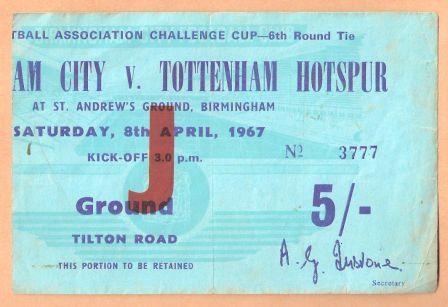 TBALL ASSOCIATION CHALLENGE CUP—6th Round Tie
AM CITY V. TOTTENHAM HOTSPUR
AT ST. ANDREW'S GROUND, BIRMINGHAM
SATURDAY, 8th APRIL, 1967
KICK-OFF 3.0 p.m.
Nº 3777
J
Ground
5/-
TILTON ROAD
A. G.
Secretary
THIS PORTION TO BE RETAINED